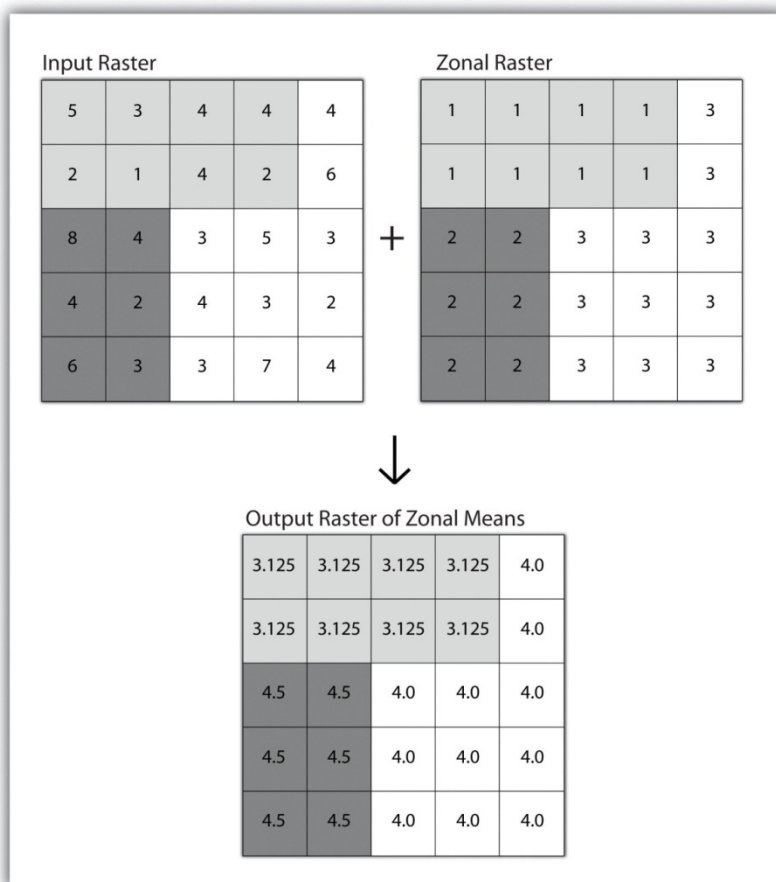 Input Raster
5 3 4 4 4
2 1 4 2 6
8 4 3 5 3
4 2 4 3 2
6 3 3 7 4
+
Zonal Raster
1 1 1 1 3
1 1 1 1 3
2 2 3 3 3
2 2 3 3 3
2 2 3 3 3
Output Raster of Zonal Means
3.125 3.125 3.125 3.125 4.0
3.125 3.125 3.125 3.125 4.0
4.5 4.5 4.0 4.0 4.0
4.5 4.5 4.0 4.0 4.0
4.5 4.5 4.0 4.0 4.0